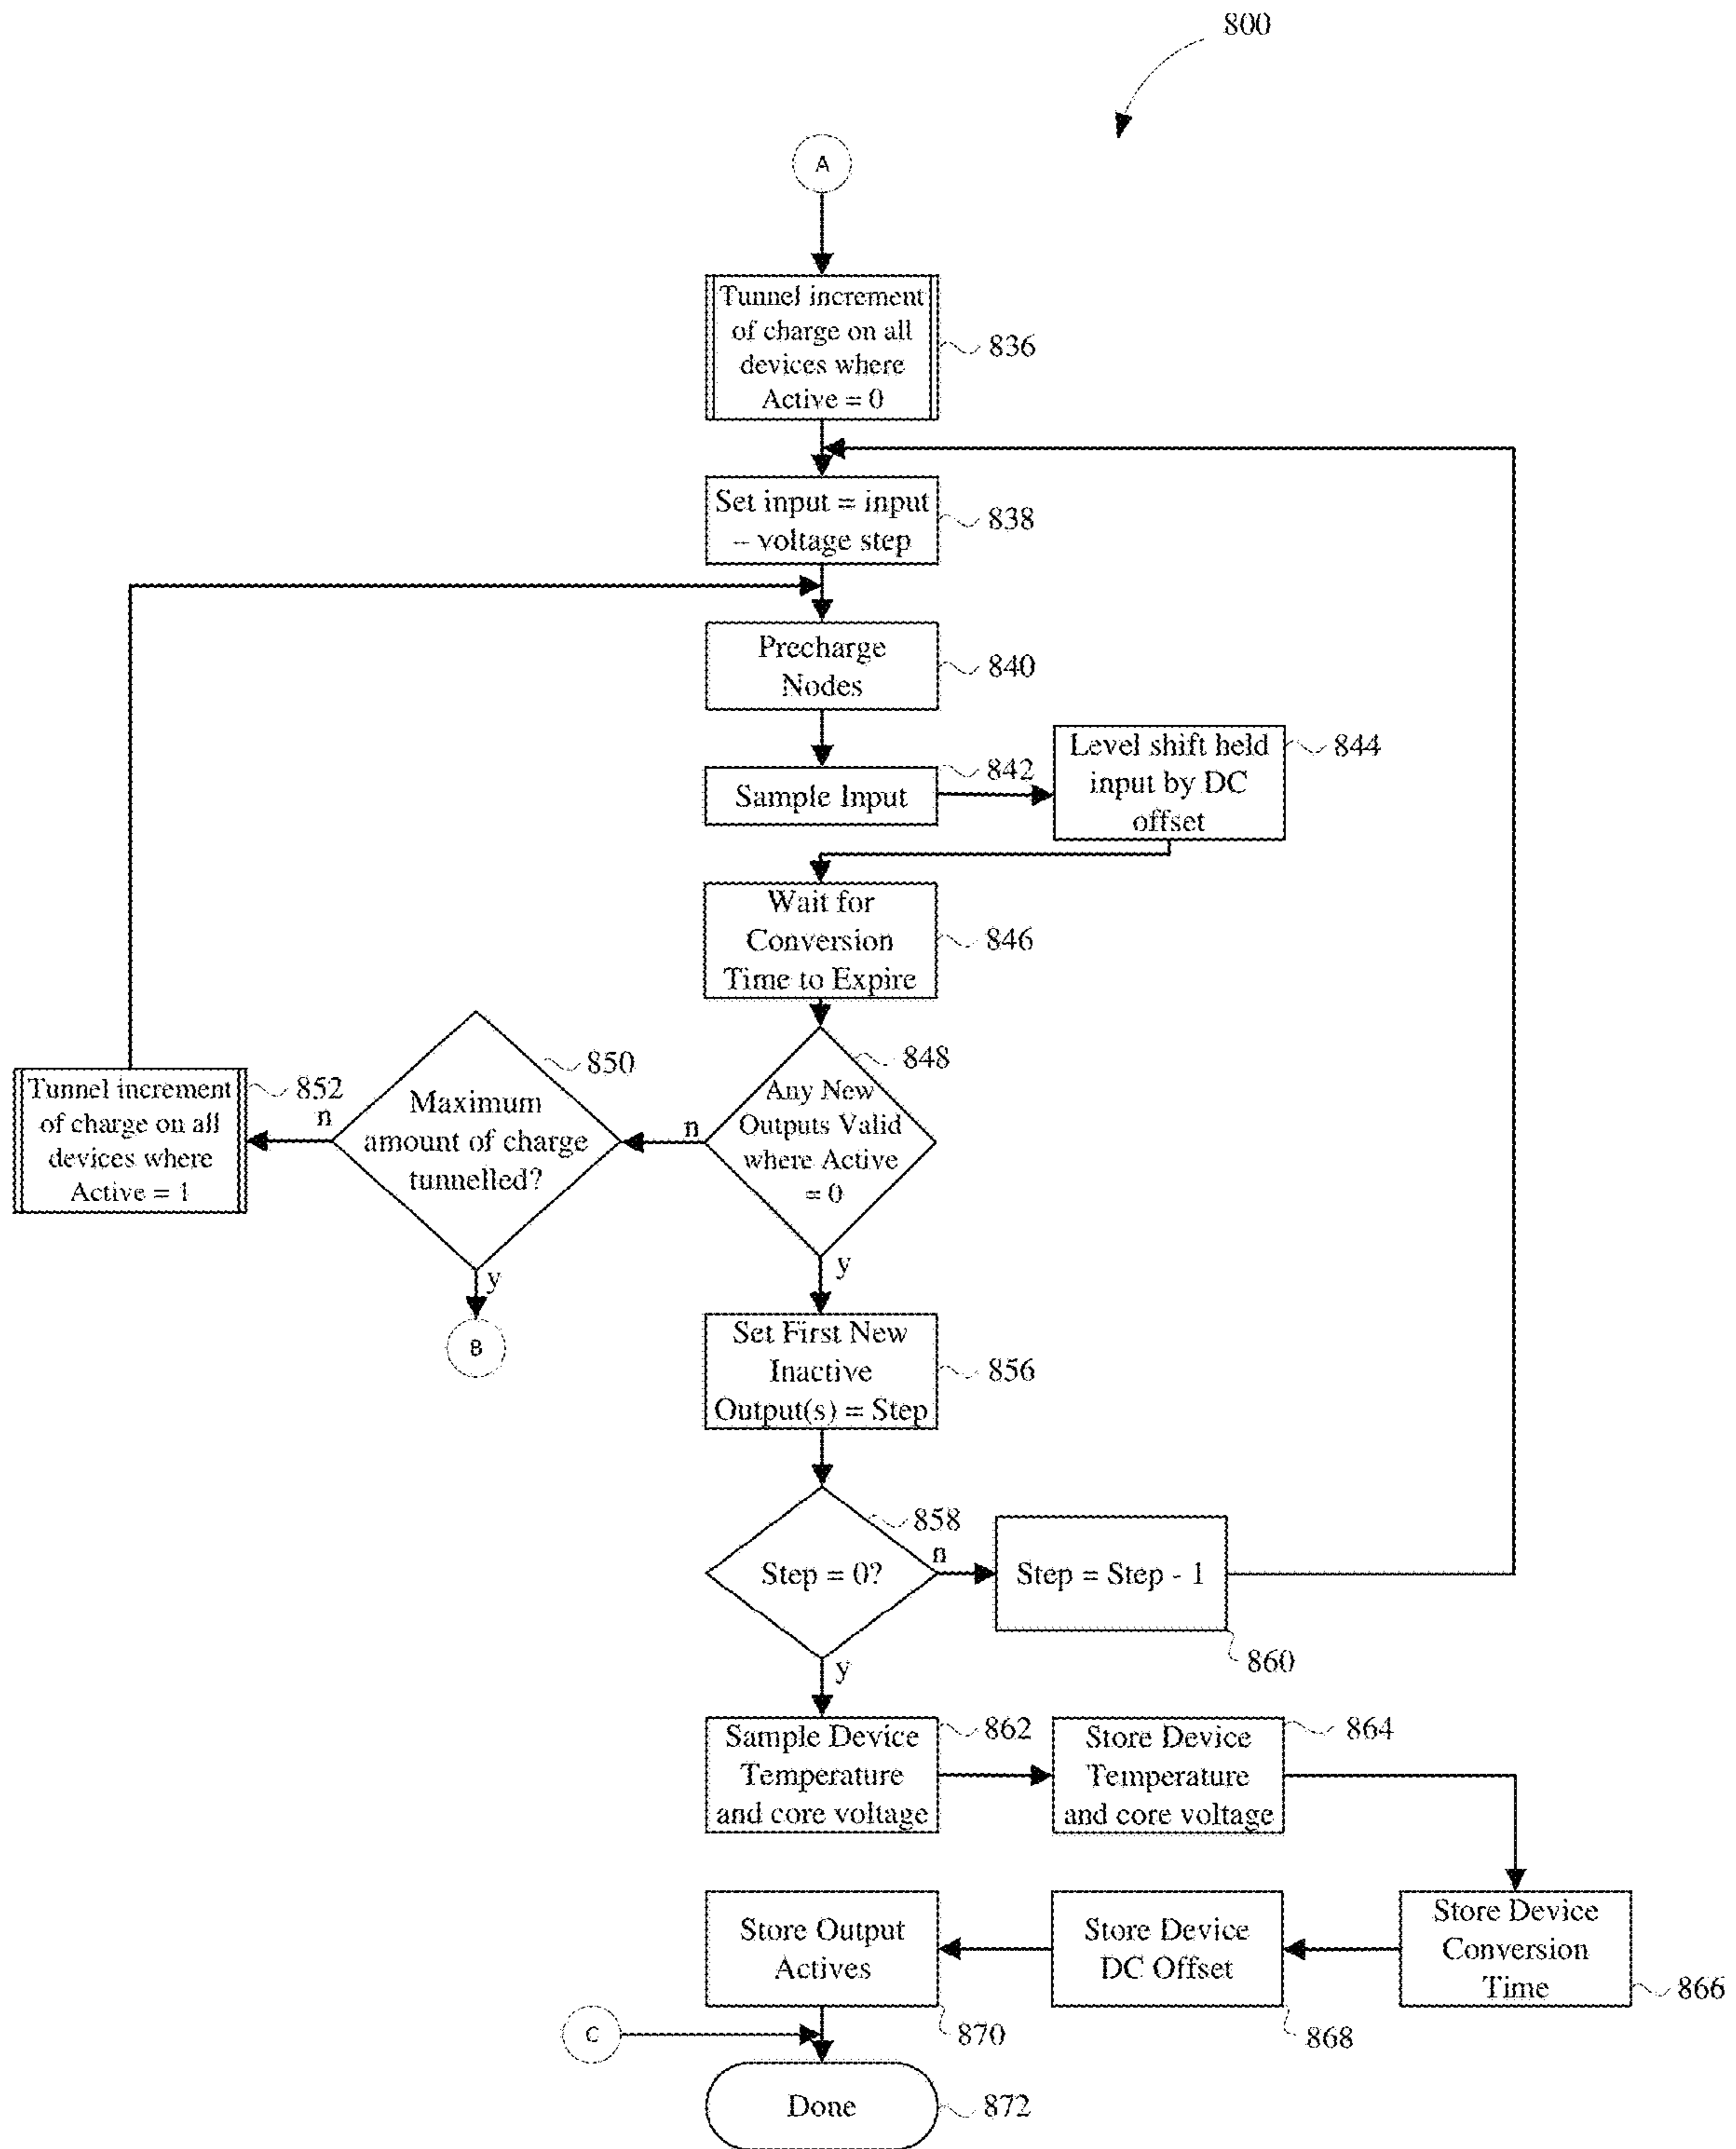 800
A
Tunnel increment
of charge on all
devices where
Active = 0
836
Set input = input
– voltage step
838
Precharge
Nodes
840
Sample Input
842
Level shift held
input by DC
offset
844
Wait for
Conversion
Time to Expire
846
Any New
Outputs Valid
where Active
= 0
848
n
y
Maximum
amount of charge
tunnelled?
850
n
y
Tunnel increment
of charge on all
devices where
Active = 1
852
B
Set First New
Inactive
Output(s) = Step
856
Step = 0?
858
n
y
Step = Step - 1
860
Sample Device
Temperature
and core voltage
862
Store Device
Temperature
and core voltage
864
Store Device
Conversion
Time
866
Store Device
DC Offset
868
Store Output
Actives
870
C
Done
872